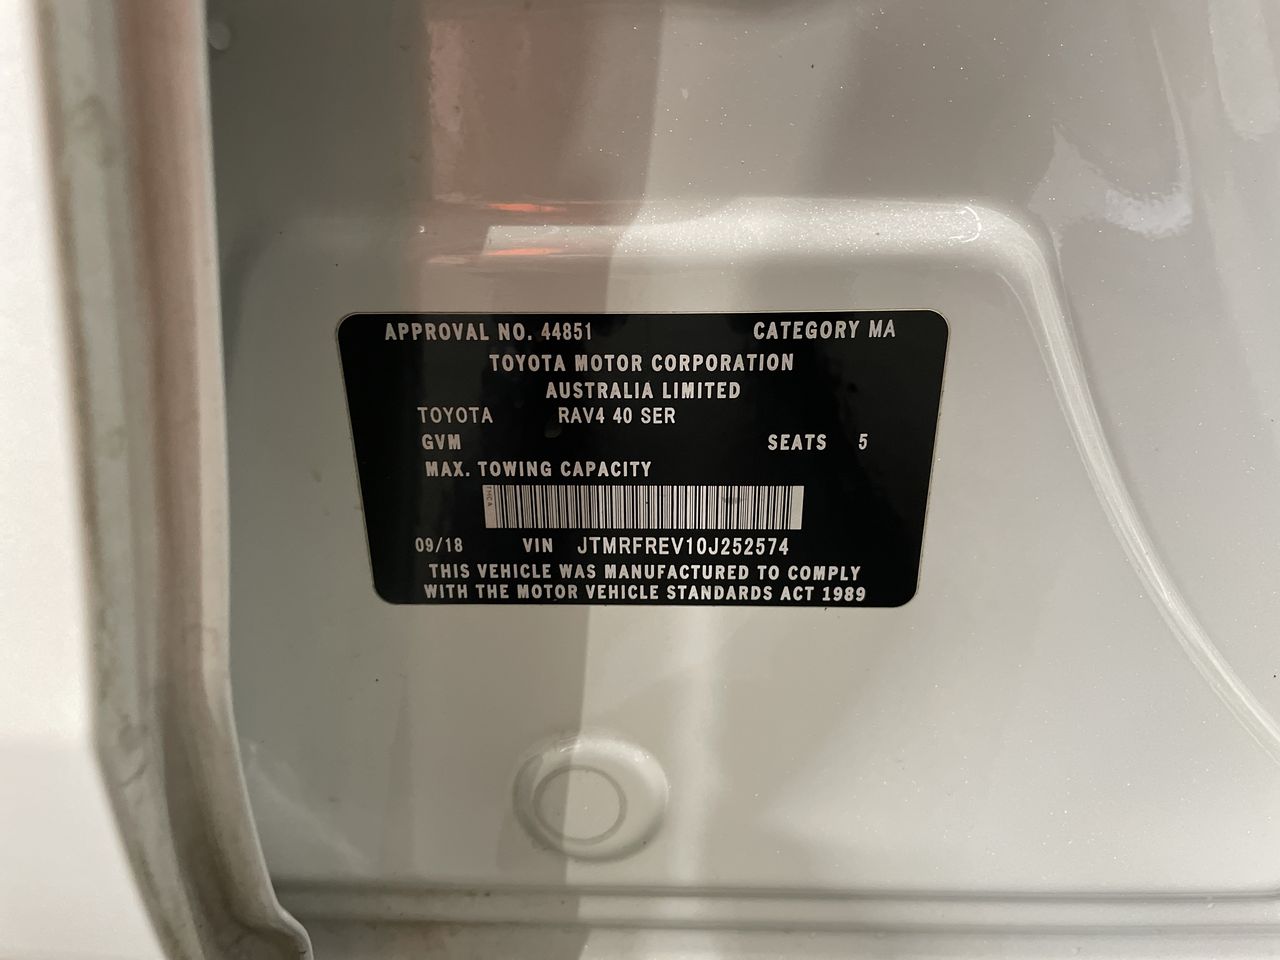 APPROVAL NO. 44851 CATEGORY MA
TOYOTA MOTOR CORPORATION
AUSTRALIA LIMITED
TOYOTA RAV4 40 SER
GVM SEATS 5
MAX. TOWING CAPACITY
09/18 VIN JTMRFREV10J252574
THIS VEHICLE WAS MANUFACTURED TO COMPLY
WITH THE MOTOR VEHICLE STANDARDS ACT 1989